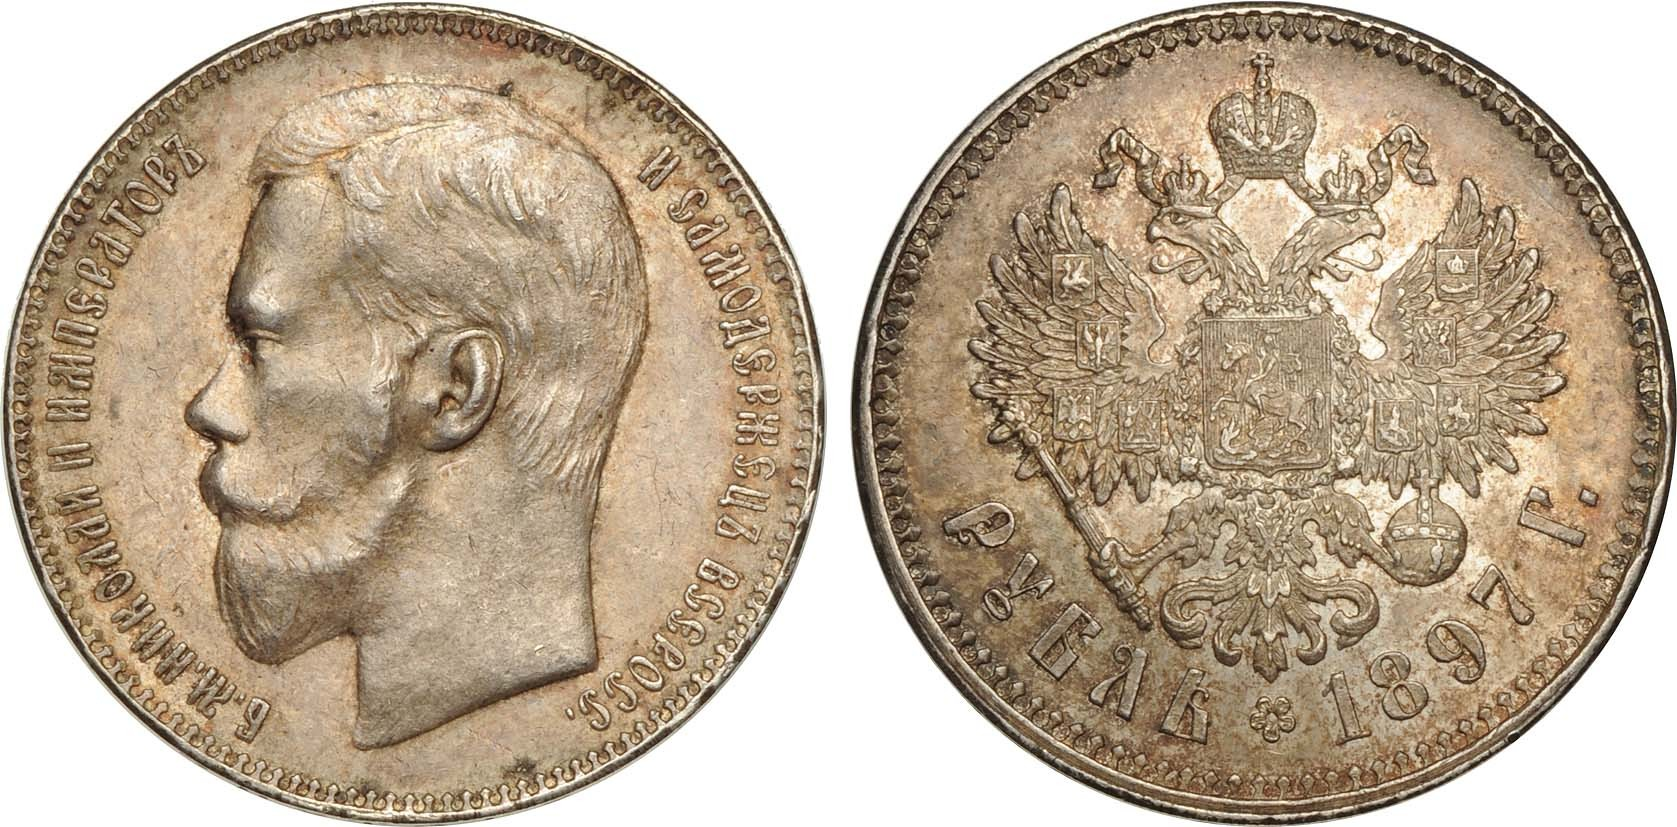 Б.М.НИКОЛАЙ II ИМПЕРАТОРЪ
И САМОДЕРЖЕЦЪ ВСЕРОСС.
РУБЛЬ 1897 Г.